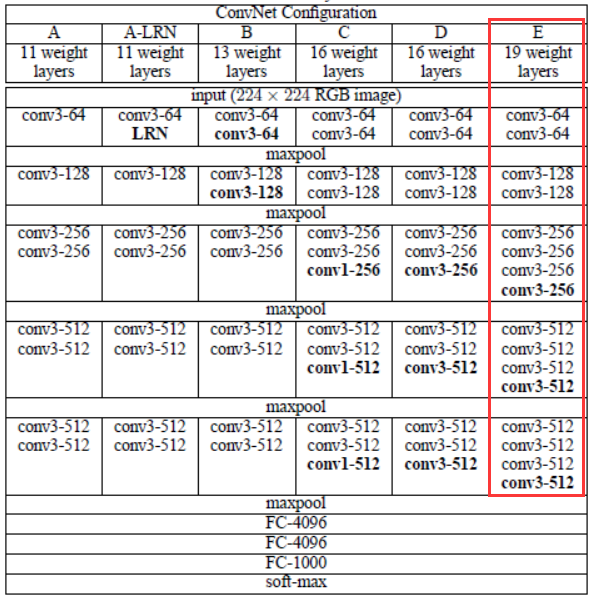 ConvNet Configuration
A A-LRN B C D E
11 weight 11 weight 13 weight 16 weight 16 weight 19 weight
layers layers layers layers layers layers
input (224 × 224 RGB image)
conv3-64 conv3-64 conv3-64 conv3-64 conv3-64 conv3-64
LRN conv3-64 conv3-64 conv3-64 conv3-64
maxpool
conv3-128 conv3-128 conv3-128 conv3-128 conv3-128 conv3-128
conv3-128 conv3-128 conv3-128 conv3-128
maxpool
conv3-256 conv3-256 conv3-256 conv3-256 conv3-256 conv3-256
conv3-256 conv3-256 conv3-256 conv3-256 conv3-256 conv3-256
conv1-256 conv3-256 conv3-256
conv3-256
maxpool
conv3-512 conv3-512 conv3-512 conv3-512 conv3-512 conv3-512
conv3-512 conv3-512 conv3-512 conv3-512 conv3-512 conv3-512
conv1-512 conv3-512 conv3-512
conv3-512
maxpool
conv3-512 conv3-512 conv3-512 conv3-512 conv3-512 conv3-512
conv3-512 conv3-512 conv3-512 conv3-512 conv3-512 conv3-512
conv1-512 conv3-512 conv3-512
conv3-512
maxpool
FC-4096
FC-4096
FC-1000
soft-max